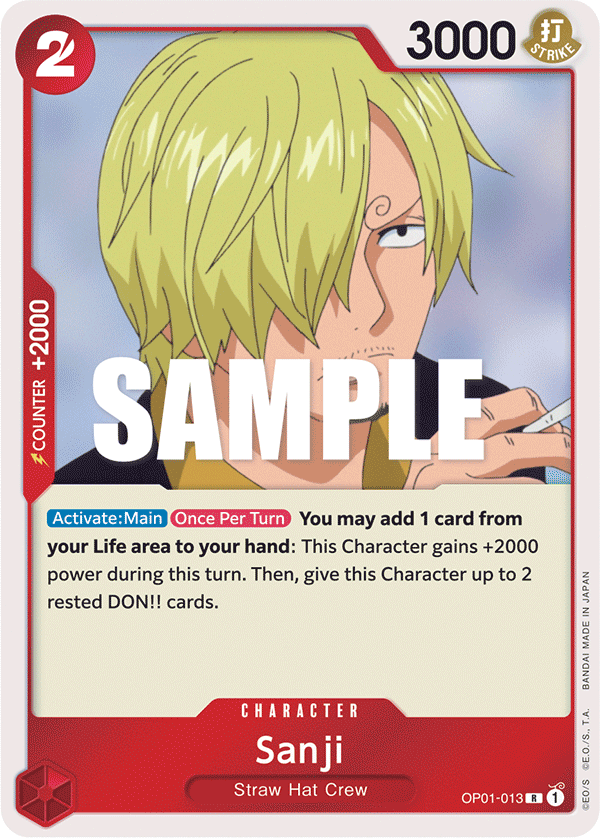 2
3000
打
STRIKE
COUNTER +2000
SAMPLE
Activate:Main Once Per Turn You may add 1 card from
your Life area to your hand: This Character gains +2000
power during this turn. Then, give this Character up to 2
rested DON!! cards.
CHARACTER
Sanji
Straw Hat Crew
OP01-013 R 1
©E.O/S ©E.O./S., T.A. BANDAI MADE IN JAPAN